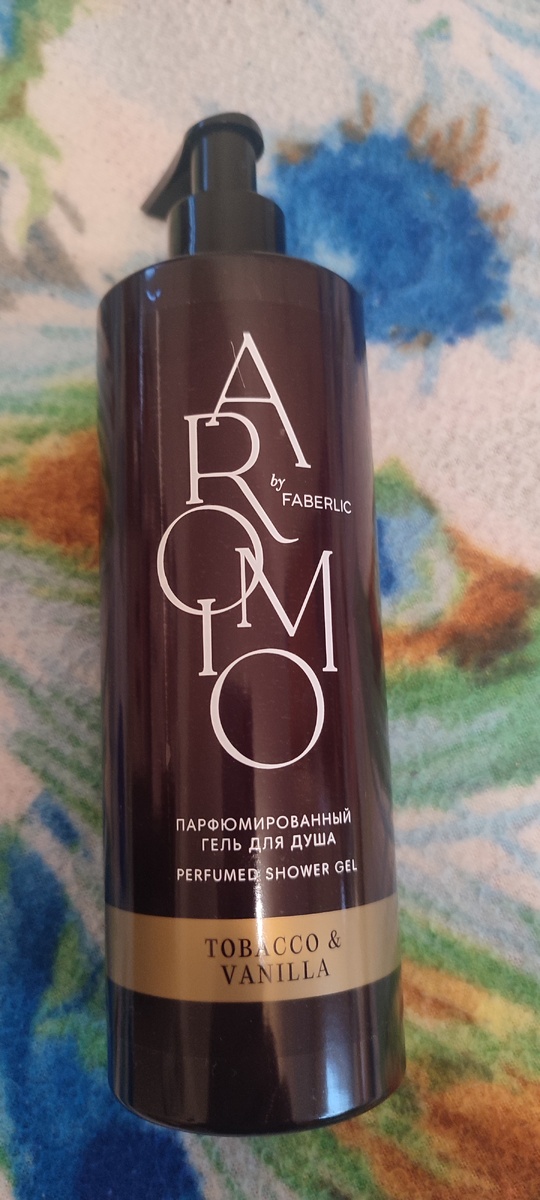 AROMIO
by
FABERLIC
ПАРФЮМИРОВАННЫЙ
ГЕЛЬ ДЛЯ ДУША
PERFUMED SHOWER GEL
TOBACCO &
VANILLA